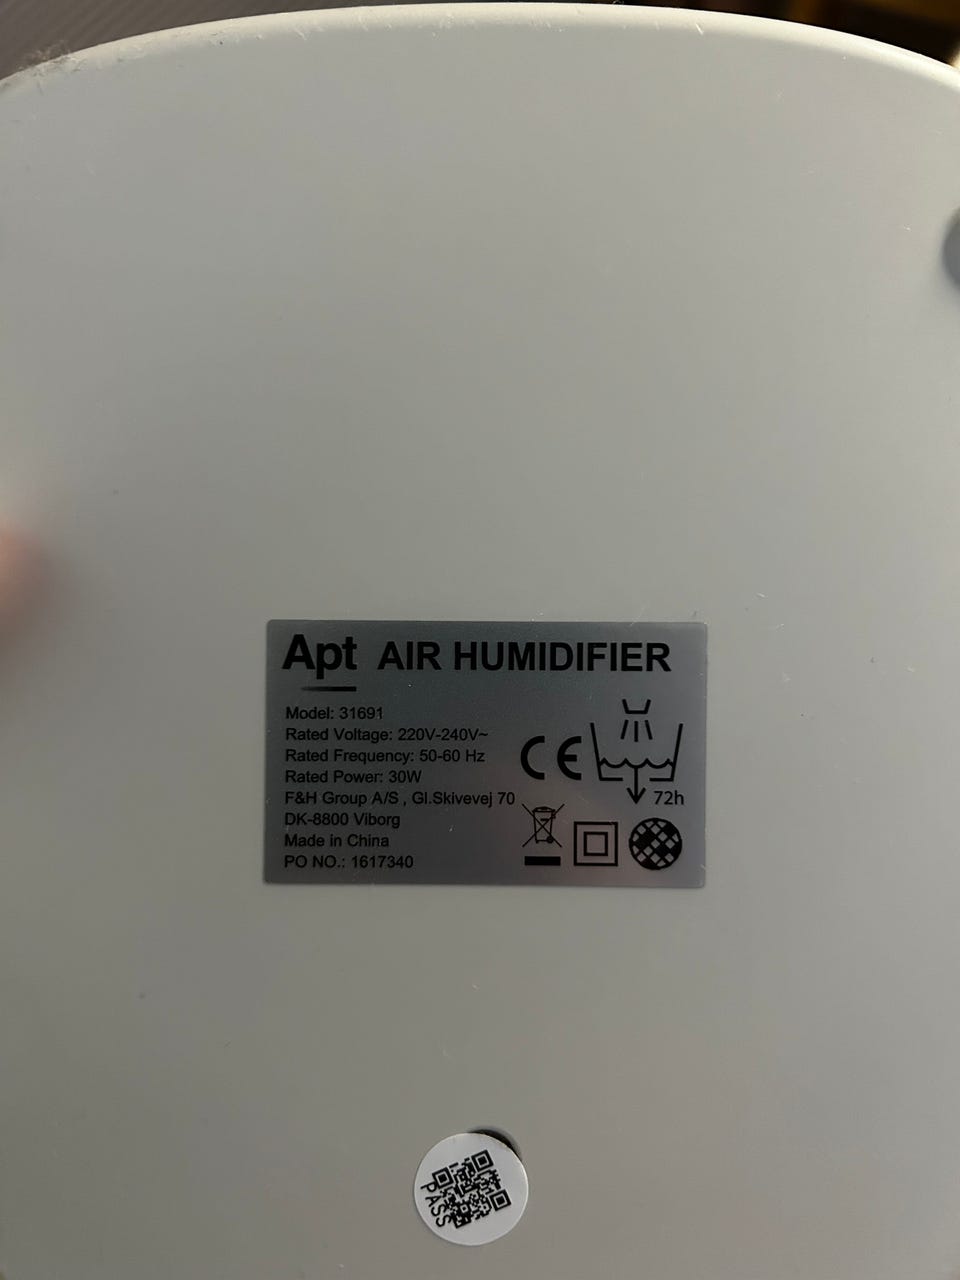 Apt AIR HUMIDIFIER
Model: 31691
Rated Voltage: 220V-240V~
Rated Frequency: 50-60 Hz
Rated Power: 30W
F&H Group A/S , Gl.Skivevej 70
DK-8800 Viborg
Made in China
PO NO.: 1617340
CE
72h
PASS